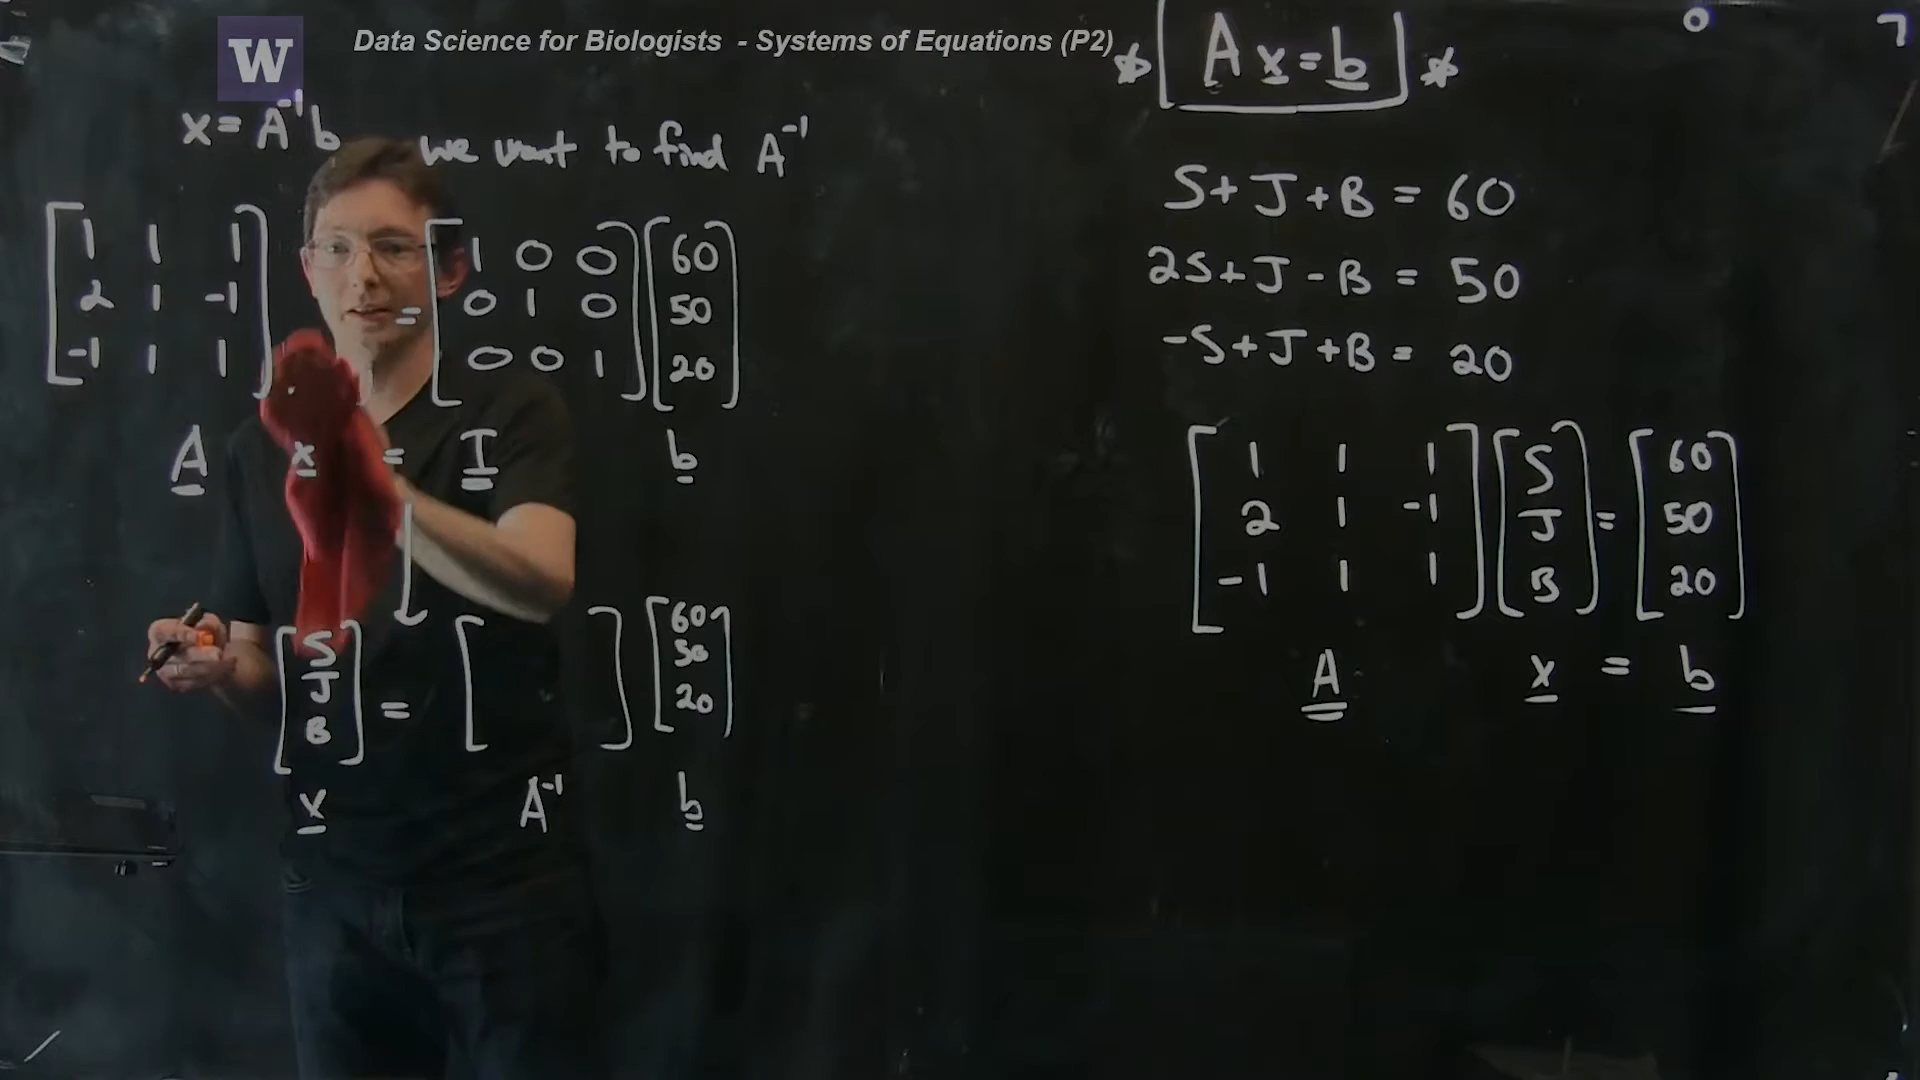 W
Data Science for Biologists - Systems of Equations (P2)
x = A⁻¹b
we want to find A⁻¹
1 1 1   1 0 0   60
2 1 -1 = 0 1 0   50
-1 1 1   0 0 1   20
A x = I b
S     60
J =   50
B     20
x A⁻¹ b
0 7
* A x = b *
S + J + B = 60
2S + J - B = 50
-S + J + B = 20
1 1 1   S   60
2 1 -1   J = 50
-1 1 1   B   20
A x = b